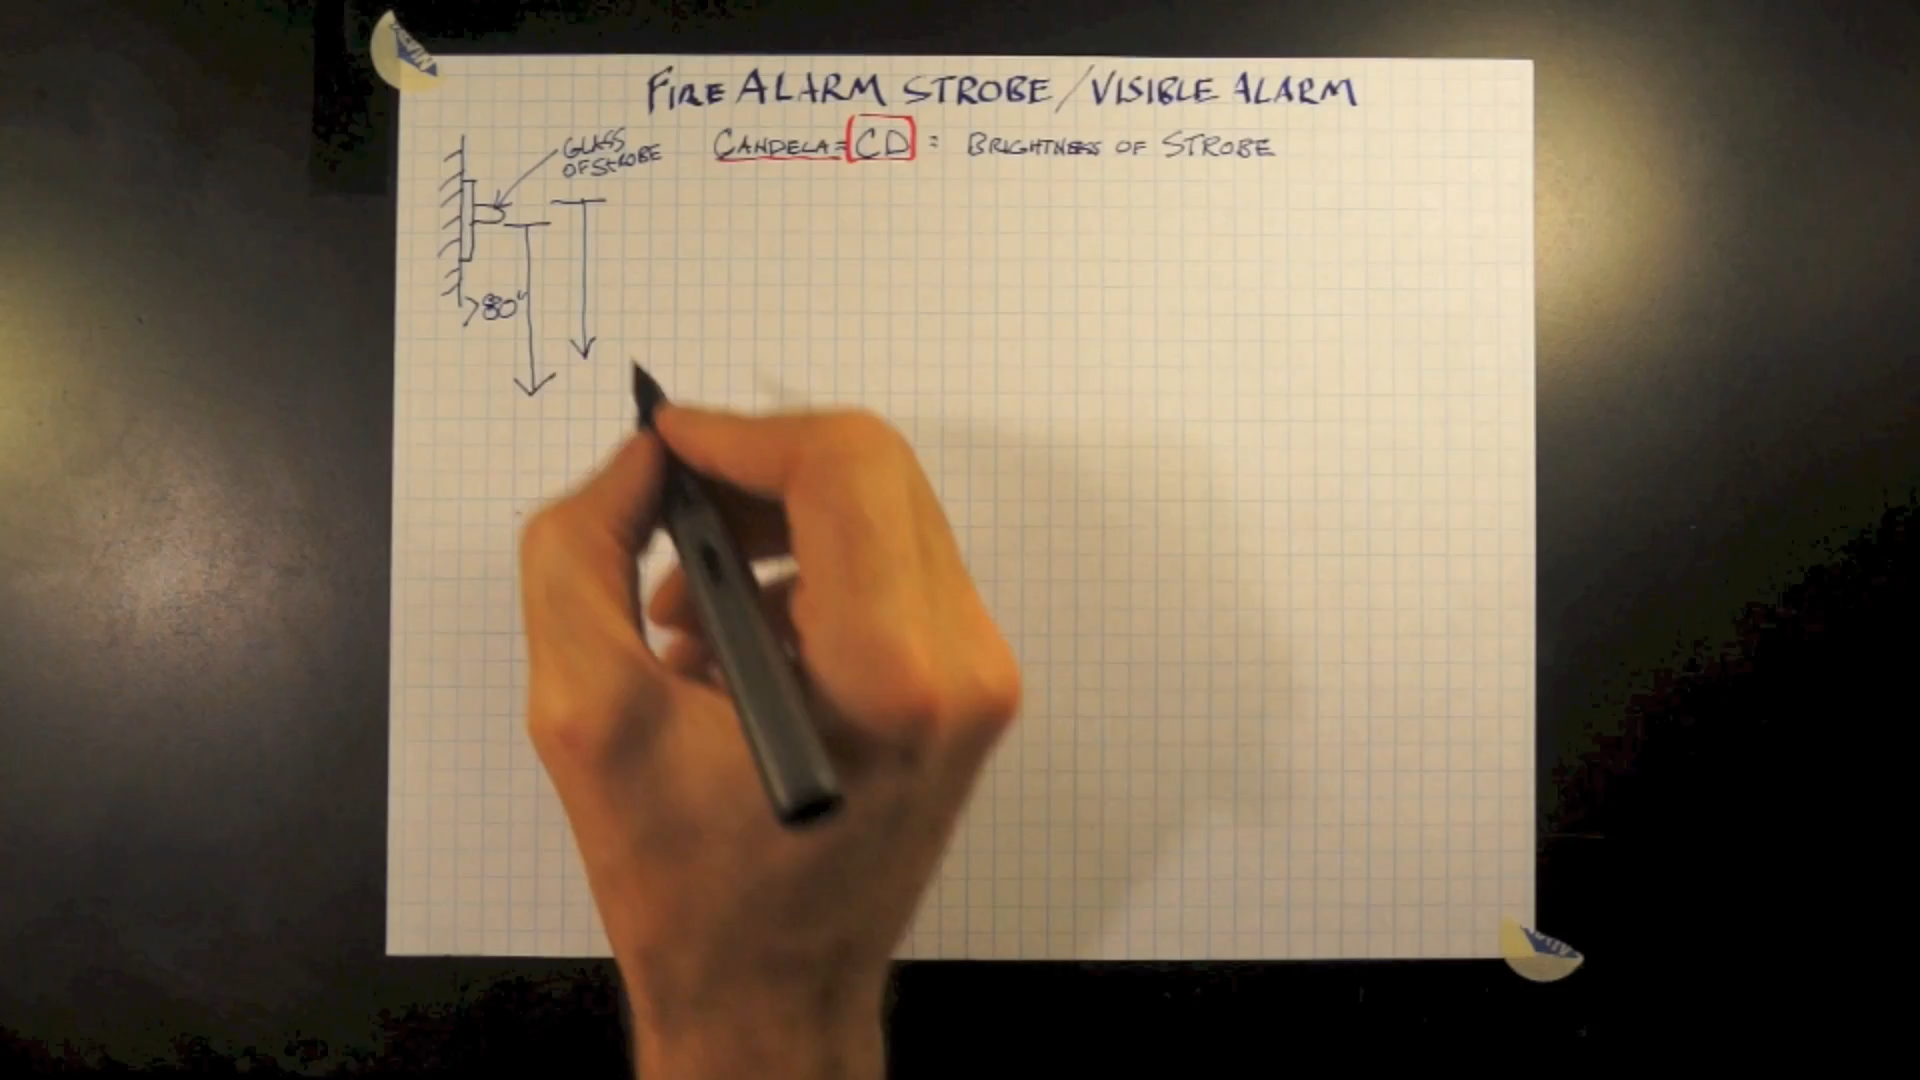 FIRE ALARM STROBE / VISIBLE ALARM
CANDELA = CD = BRIGHTNESS OF STROBE
GLASS
OF STROBE
>80"